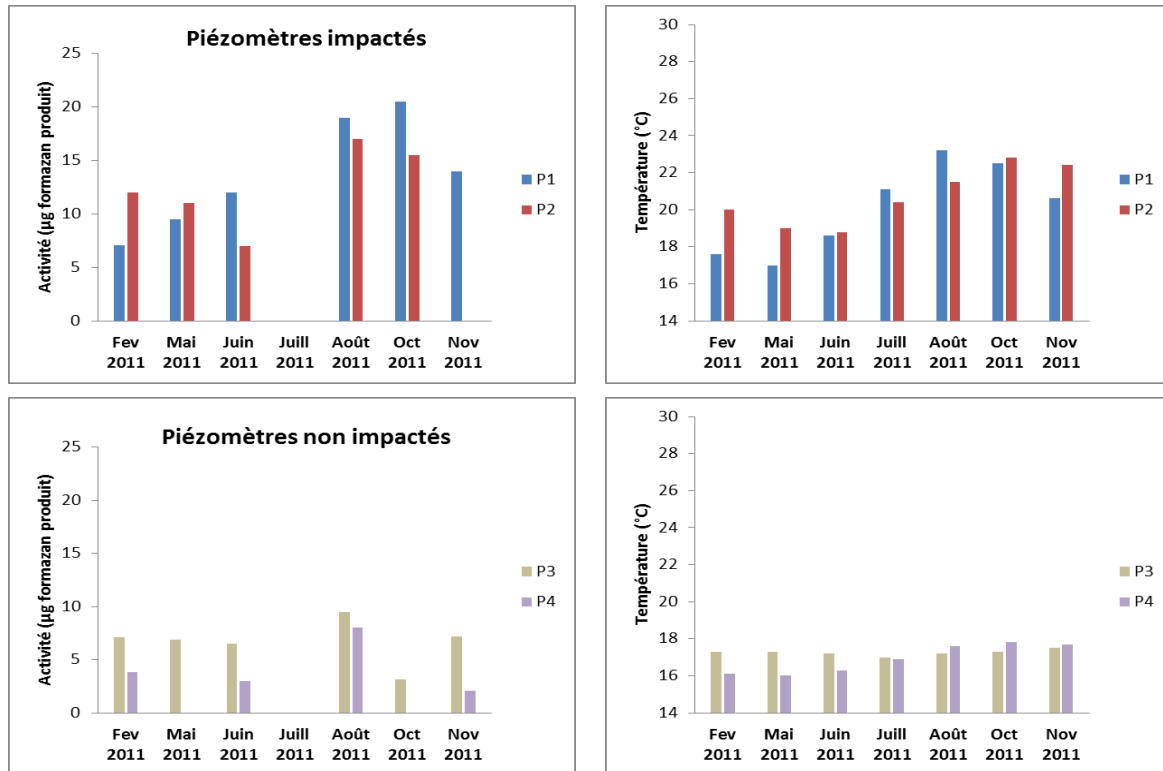 Piézomètres impactés
Activité (µg formazan produit)
25
20
15
10
5
0
Fev Mai Juin Juill Août Oct Nov
2011 2011 2011 2011 2011 2011 2011
P1
P2
Température (°C)
30
28
26
24
22
20
18
16
14
Fev Mai Juin Juill Août Oct Nov
2011 2011 2011 2011 2011 2011 2011
P1
P2
Piézomètres non impactés
Activité (µg formazan produit)
25
20
15
10
5
0
Fev Mai Juin Juill Août Oct Nov
2011 2011 2011 2011 2011 2011 2011
P3
P4
Température (°C)
30
28
26
24
22
20
18
16
14
Fev Mai Juin Juill Août Oct Nov
2011 2011 2011 2011 2011 2011 2011
P3
P4